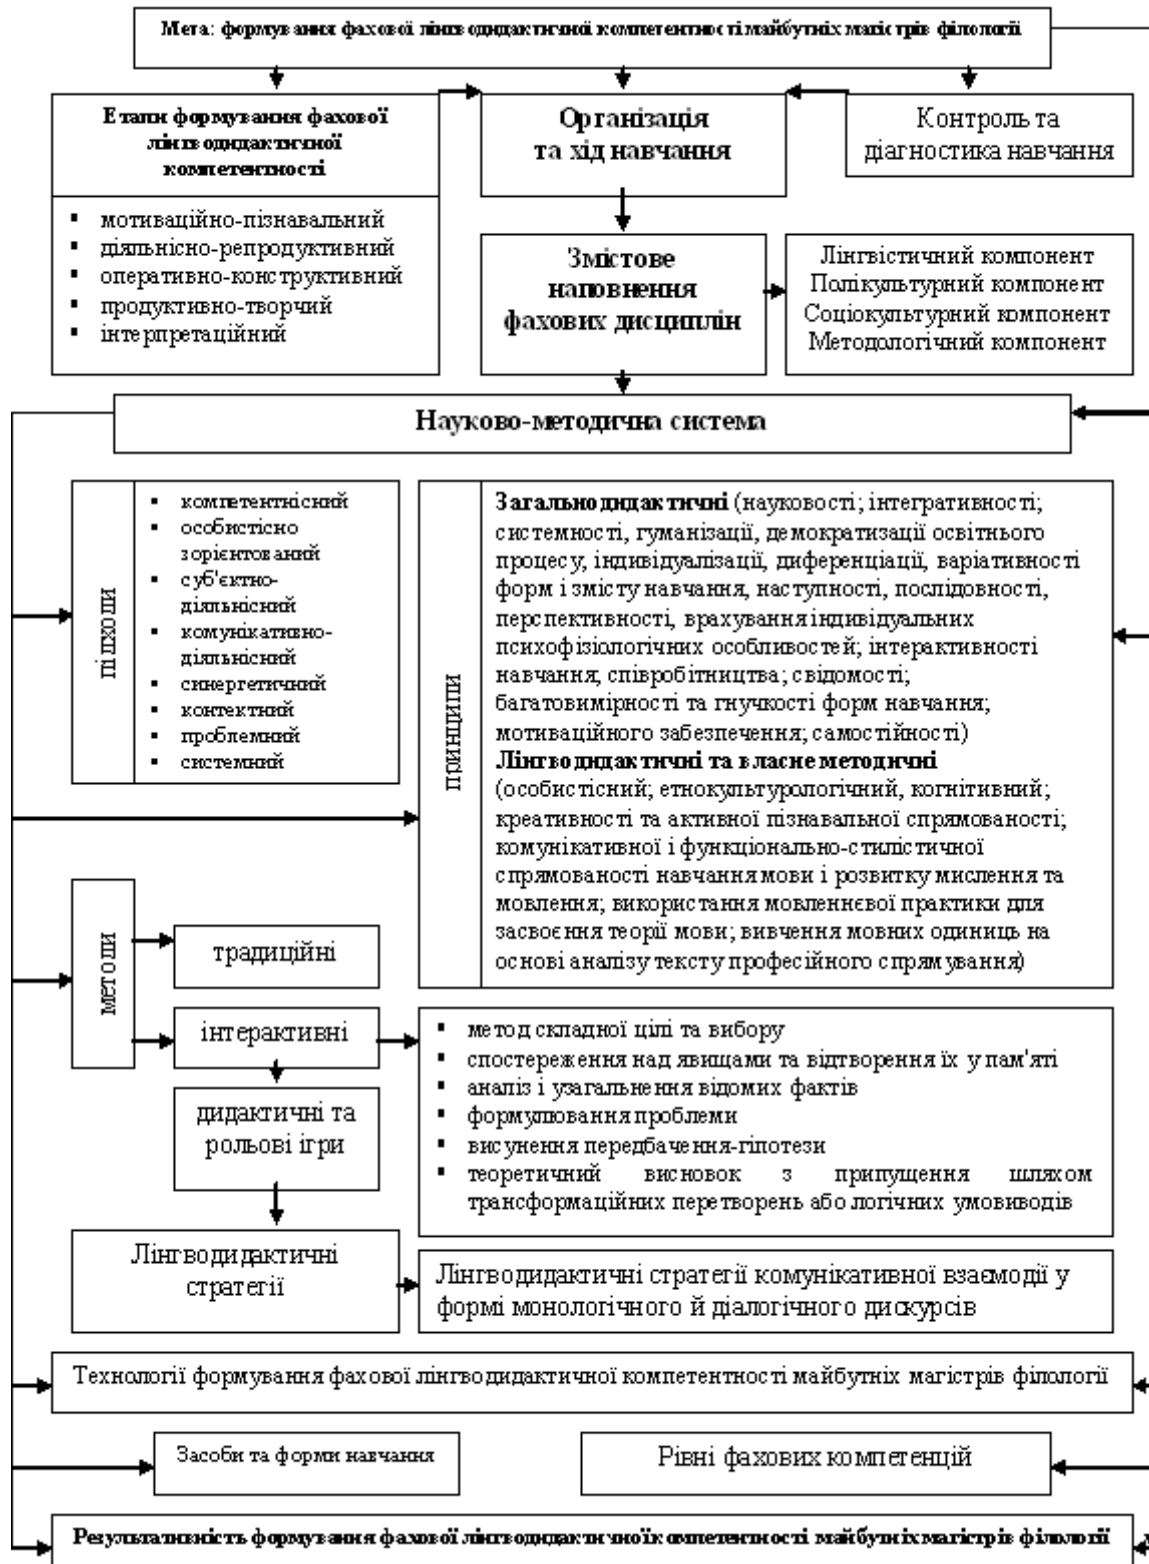 Мета: формування фахової лінгводидактичної компетентності майбутніх магістрів філології
Етапи формування фахової
лінгводидактичної
компетентності
Організація
та хід навчання
Контроль та
діагностика навчання
мотиваційно-пізнавальний
діяльнісно-репродуктивний
оперативно-конструктивний
продуктивно-творчий
інтерпретаційний
Змістове
наповнення
фахових дисциплін
Лінгвістичний компонент
Полікультурний компонент
Соціокультурний компонент
Методологічний компонент
Науково-методична система
підходи
компетентнісний
особистісно
зорієнтований
суб'єктно-
діяльнісний
комунікативно-
діяльнісний
синергетичний
контектний
проблемний
системний
принципи
Загальнодидактичні (науковості; інтегративності;
системності, гуманізації, демократизації освітнього
процесу, індивідуалізації, диференціації, варіативності
форм і змісту навчання, наступності, послідовності,
перспективності, врахування індивідуальних
психофізіологічних особливостей; інтерактивності
навчання; співробітництва; свідомості;
багатовимірності та гнучкості форм навчання;
мотиваційного забезпечення; самостійності)
Лінгводидактичні та власне методичні
(особистісний; етнокультурологічний, когнітивний;
креативності та активної пізнавальної спрямованості;
комунікативної і функціонально-стилістичної
спрямованості навчання мови і розвитку мислення та
мовлення; використання мовленнєвої практики для
засвоєння теорії мови; вивчення мовних одиниць на
основі аналізу тексту професійного спрямування)
методи
традиційні
інтерактивні
метод складної цілі та вибору
спостереження над явищами та відтворення їх у пам'яті
аналіз і узагальнення відомих фактів
формулювання проблеми
висунення передбачення-гіпотези
теоретичний висновок з припущення шляхом
трансформаційних перетворень або логічних умовиводів
дидактичні та
рольові ігри
Лінгводидактичні
стратегії
Лінгводидактичні стратегії комунікативної взаємодії у
формі монологічного й діалогічного дискурсів
Технології формування фахової лінгводидактичної компетентності майбутніх магістрів філології
Засоби та форми навчання
Рівні фахових компетенцій
Результативність формування фахової лінгводидактичної компетентності майбутніх магістрів філології